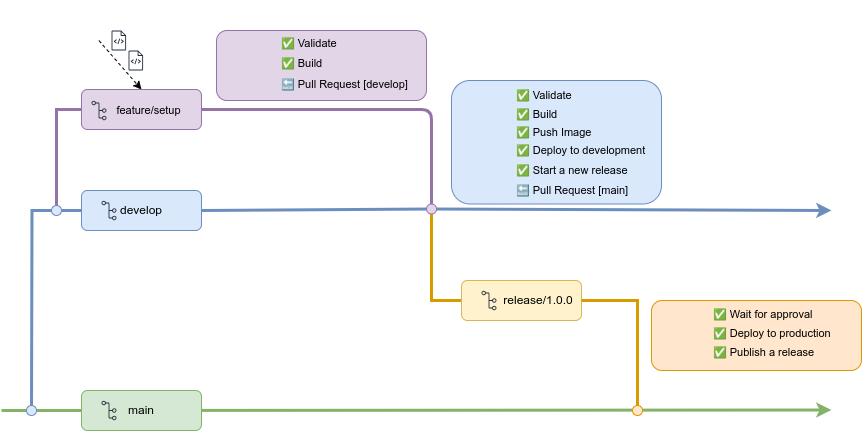 ✅ Validate
✅ Build
🔙 Pull Request [develop]
feature/setup
✅ Validate
✅ Build
✅ Push Image
✅ Deploy to development
✅ Start a new release
🔙 Pull Request [main]
develop
release/1.0.0
✅ Wait for approval
✅ Deploy to production
✅ Publish a release
main